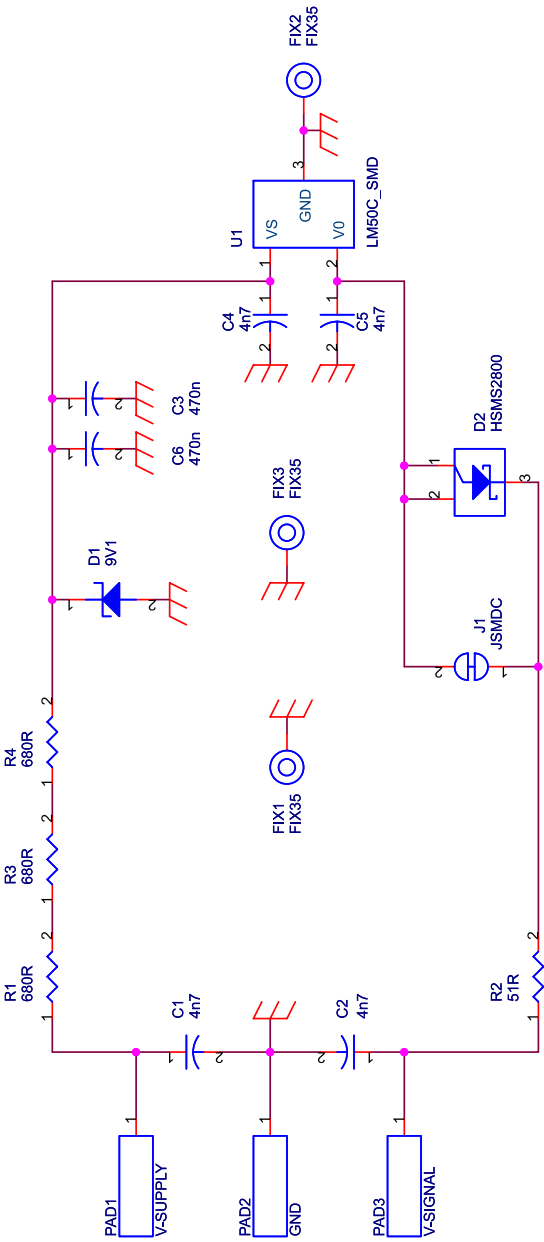 PAD1
V-SUPPLY
1
PAD2
GND
1
PAD3
V-SIGNAL
1
C1
4n7
1
2
C2
4n7
2
1
R1
680R
1
2
R3
680R
1
2
R4
680R
1
2
R2
51R
1
2
D1
9V1
1
2
C6
470n
1
2
C3
470n
1
2
FIX1
FIX35
FIX3
FIX35
C4
4n7
1
2
C5
4n7
1
2
U1
VS
GND
V0
LM50C_SMD
1
2
3
FIX2
FIX35
J1
JSMDC
2
1
D2
HSMS2800
1
2
3